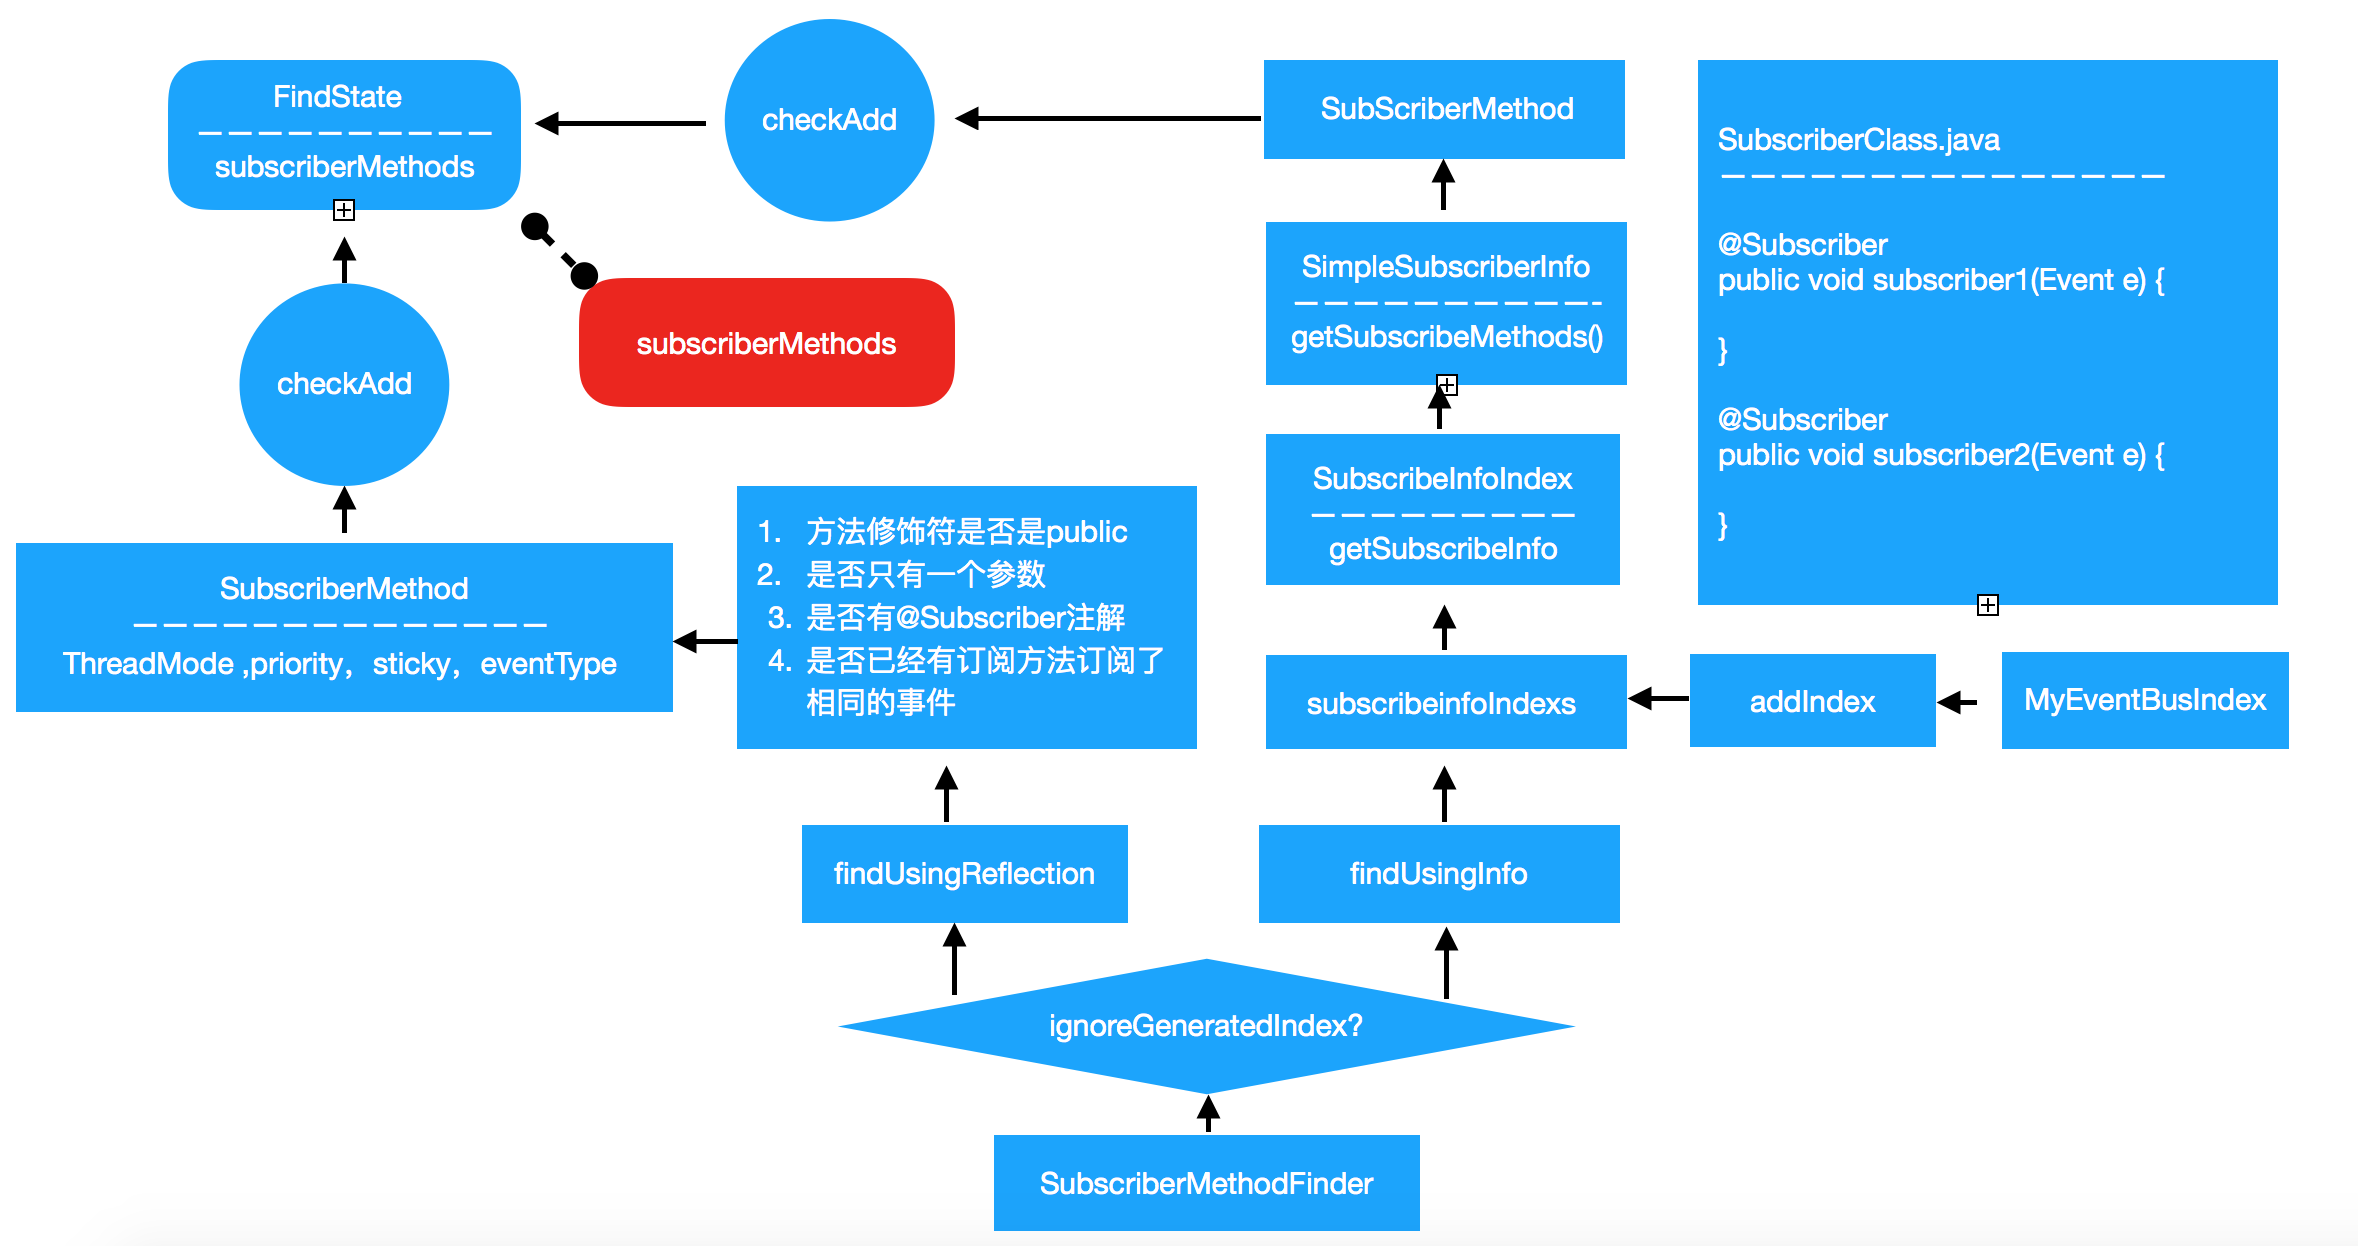 FindState
———————————
subscriberMethods
checkAdd
SubScriberMethod
SubscriberClass.java
———————————————
@Subscriber
public void subscriber1(Event e) {
}
@Subscriber
public void subscriber2(Event e) {
}
SimpleSubscriberInfo
——————————-
getSubscribeMethods()
subscriberMethods
checkAdd
SubscribeInfoIndex
—————————
getSubscribeInfo
1. 方法修饰符是否是public
2. 是否只有一个参数
3. 是否有@Subscriber注解
4. 是否已经有订阅方法订阅了
相同的事件
SubscriberMethod
——————————————
ThreadMode ,priority，sticky，eventType
subscribeinfoIndexs
addIndex
MyEventBusIndex
findUsingReflection
findUsingInfo
ignoreGeneratedIndex?
SubscriberMethodFinder